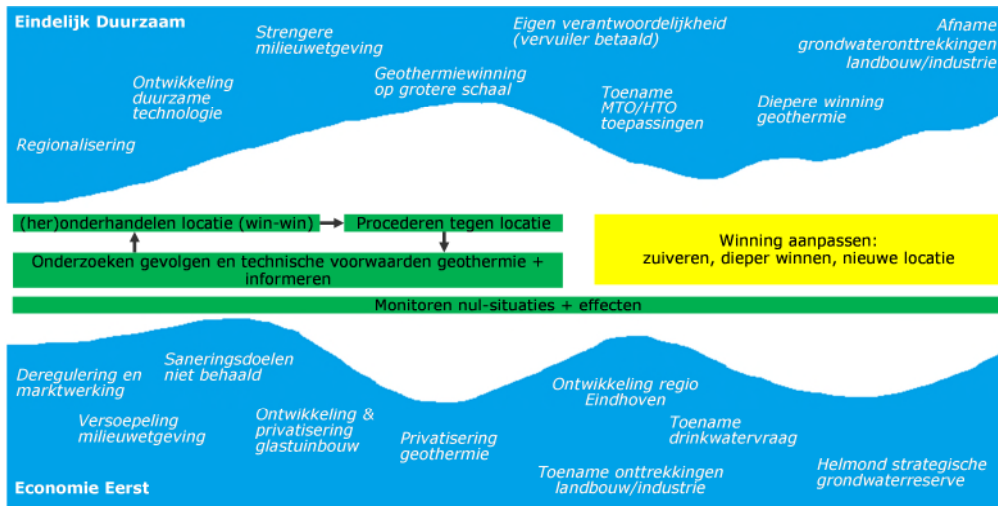 Eindelijk Duurzaam
Regionalisering
Ontwikkeling
duurzame
technologie
Strengere
milieuwetgeving
Geothermiewinning
op grotere schaal
Eigen verantwoordelijkheid
(vervuiler betaald)
Toename
MTO/HTO
toepassingen
Diepere winning
geothermie
Afname
grondwateronttrekkingen
landbouw/industrie
(her)onderhandelen locatie (win-win)
Procederen tegen locatie
Onderzoeken gevolgen en technische voorwaarden geothermie +
informeren
Winning aanpassen:
zuiveren, dieper winnen, nieuwe locatie
Monitoren nul-situaties + effecten
Deregulering en
marktwerking
Saneringsdoelen
niet behaald
Versoepeling
milieuwetgeving
Ontwikkeling &
privatisering
glastuinbouw
Privatisering
geothermie
Ontwikkeling regio
Eindhoven
Toename
drinkwatervraag
Toename onttrekkingen
landbouw/industrie
Helmond strategische
grondwaterreserve
Economie Eerst